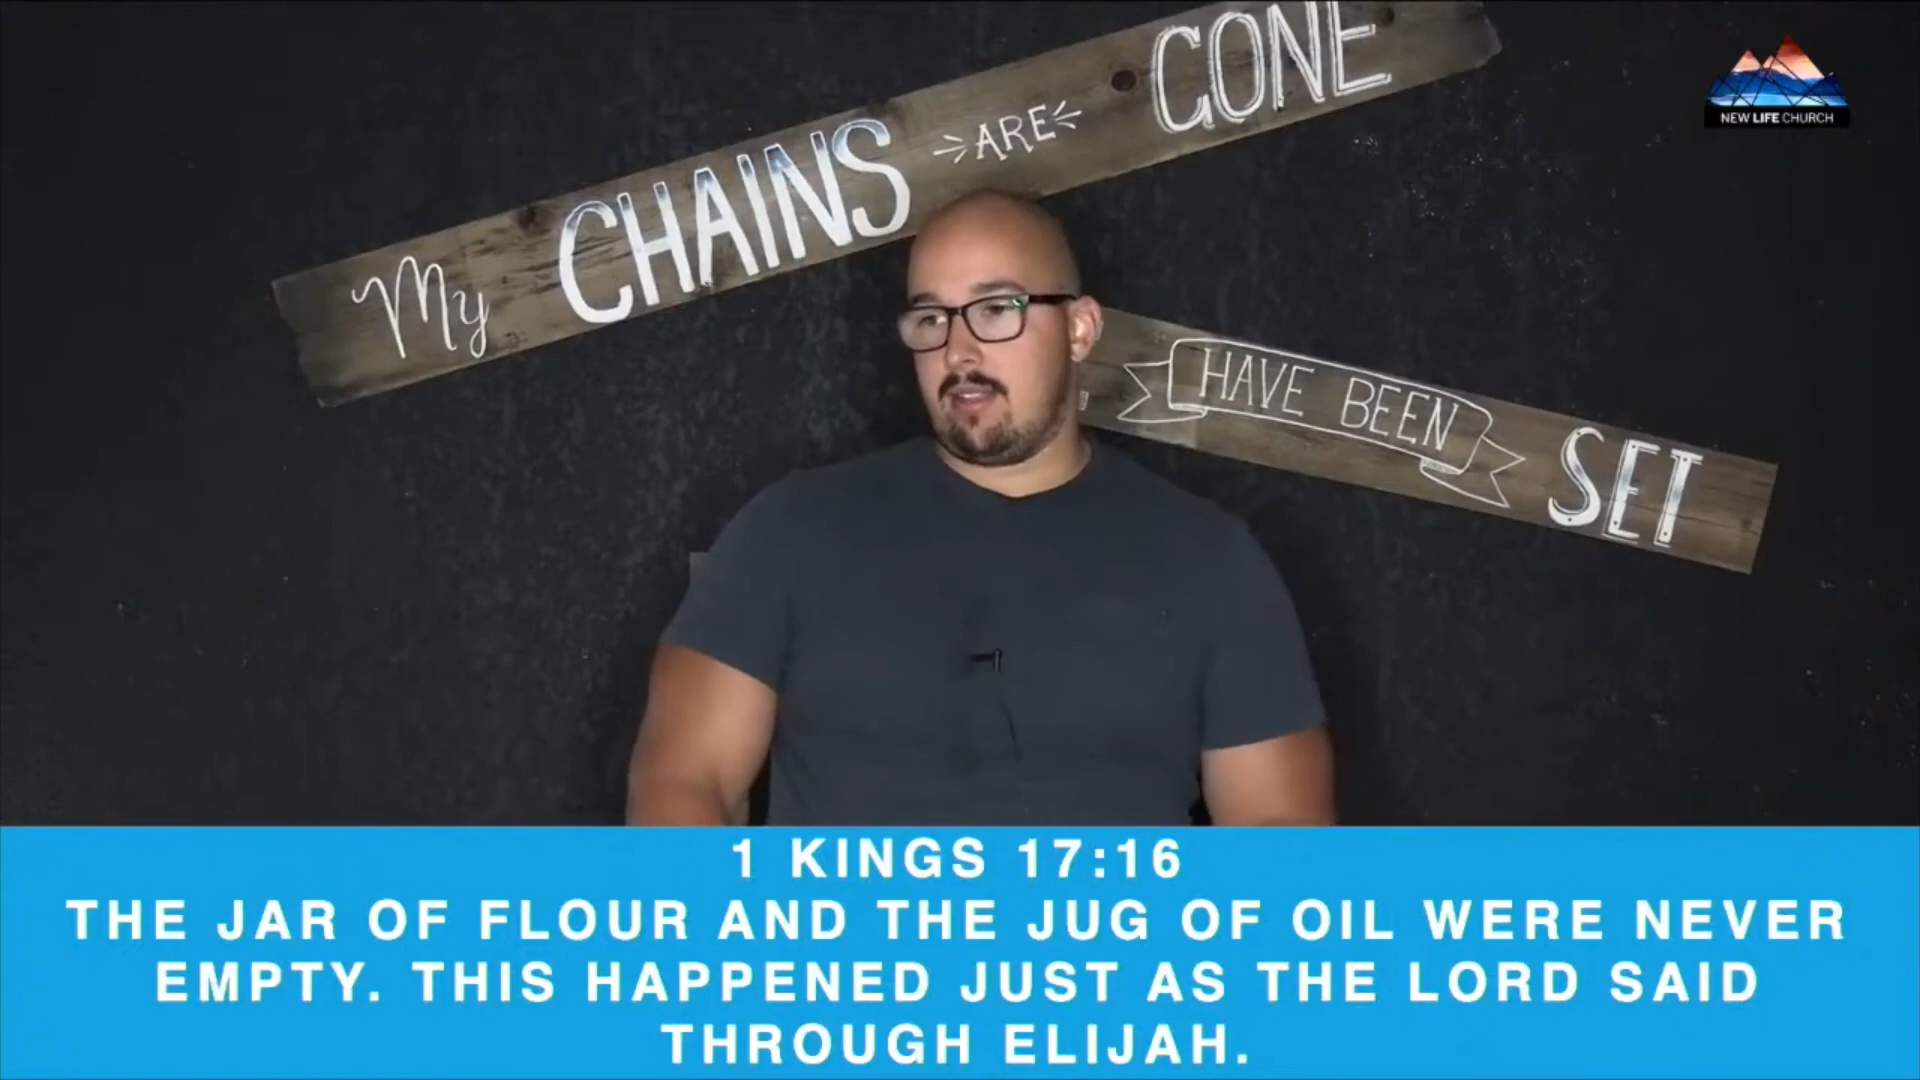 My CHAINS ARE GONE
HAVE BEEN SET
NEW LIFE CHURCH
1 KINGS 17:16
THE JAR OF FLOUR AND THE JUG OF OIL WERE NEVER
EMPTY. THIS HAPPENED JUST AS THE LORD SAID
THROUGH ELIJAH.